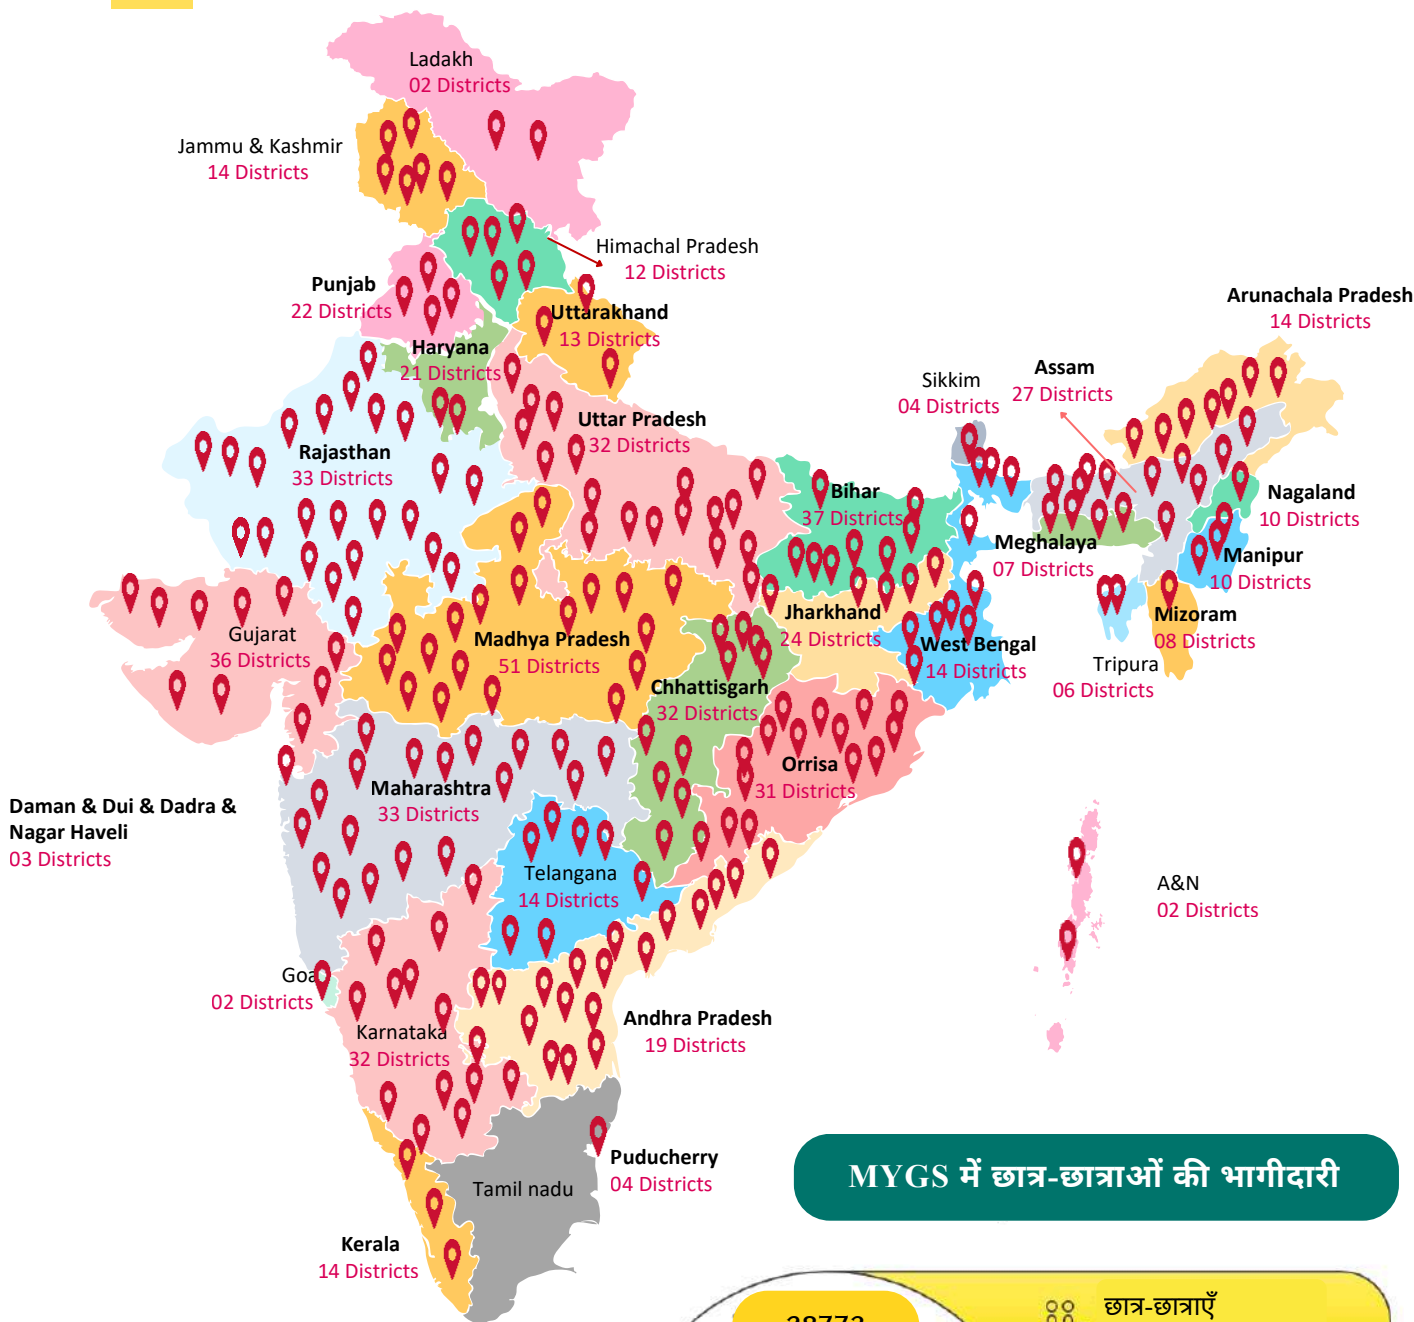 Ladakh
02 Districts
Jammu & Kashmir
14 Districts
Himachal Pradesh
12 Districts
Punjab
22 Districts
Uttarakhand
13 Districts
Haryana
21 Districts
Arunachala Pradesh
14 Districts
Assam
27 Districts
Sikkim
04 Districts
Uttar Pradesh
32 Districts
Rajasthan
33 Districts
Bihar
37 Districts
Nagaland
10 Districts
Meghalaya
07 Districts
Manipur
10 Districts
Jharkhand
24 Districts
Mizoram
08 Districts
Gujarat
36 Districts
Madhya Pradesh
51 Districts
West Bengal
14 Districts
Tripura
06 Districts
Chhattisgarh
32 Districts
Orrisa
31 Districts
Maharashtra
33 Districts
Daman & Dui & Dadra &
Nagar Haveli
03 Districts
Telangana
14 Districts
A&N
02 Districts
Goa
02 Districts
Karnataka
32 Districts
Andhra Pradesh
19 Districts
Puducherry
04 Districts
Tamil nadu
Kerala
14 Districts
MYGS में छात्र-छात्राओं की भागीदारी
छात्र-छात्राएँ